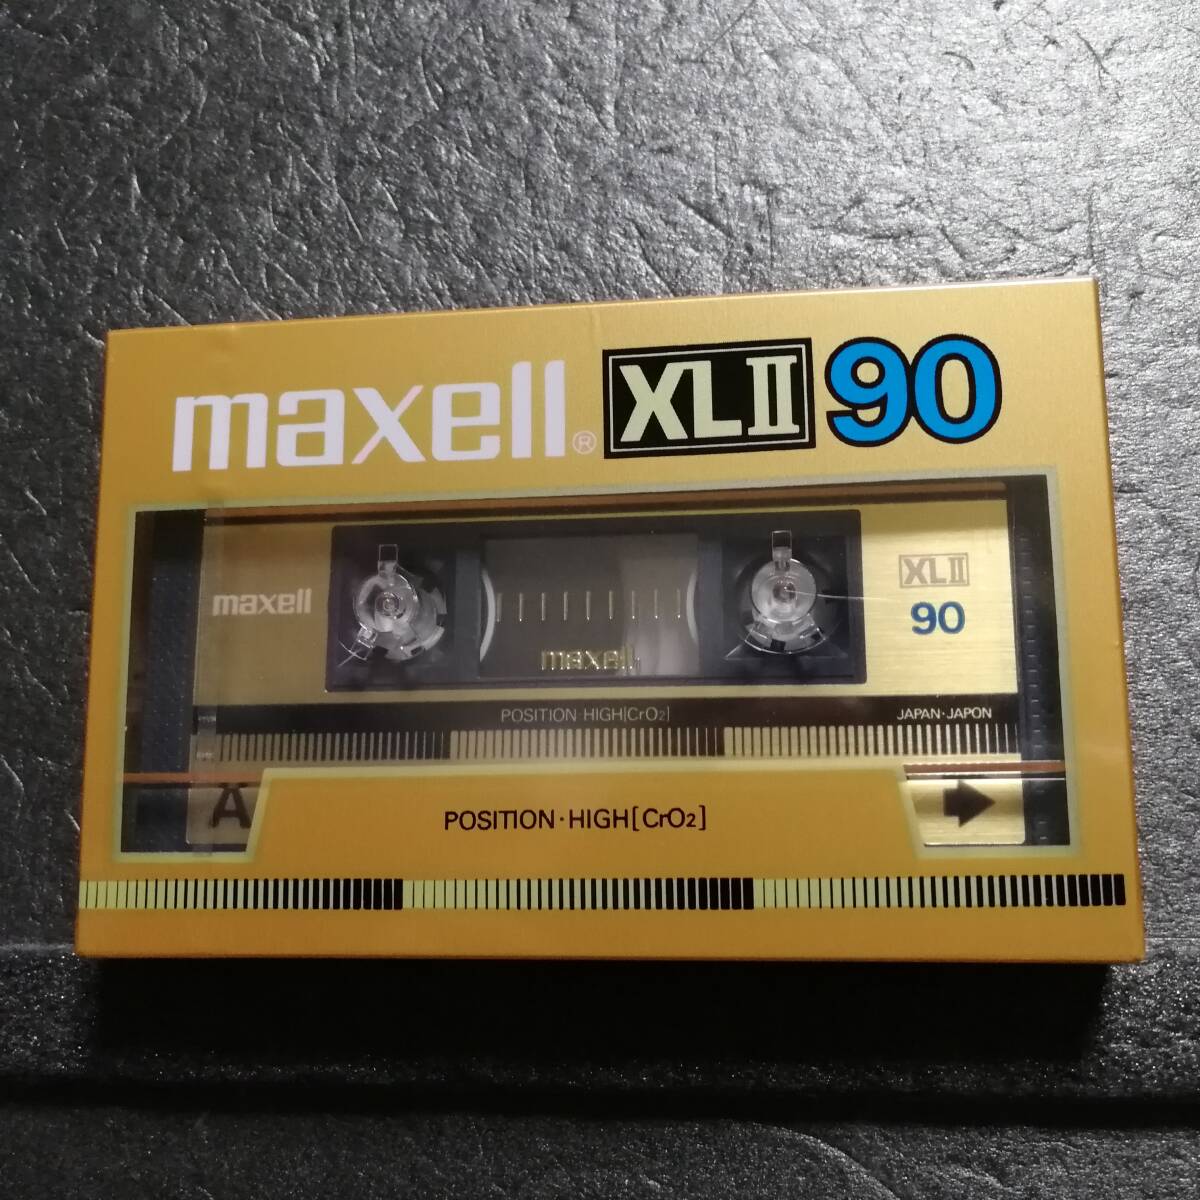 maxell® XLII 90
maxell
XLII
90
maxell
POSITION·HIGH[CrO2]
JAPAN·JAPON
A
POSITION·HIGH[CrO2]